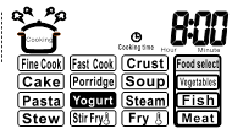 Cooking
8:00
Cooking time Hour Minute
Fine Cook Fast Cook Crust Food select
Cake Porridge Soup Vegetables
Pasta Yogurt Steam Fish
Stew Stir Fry Fry Meat